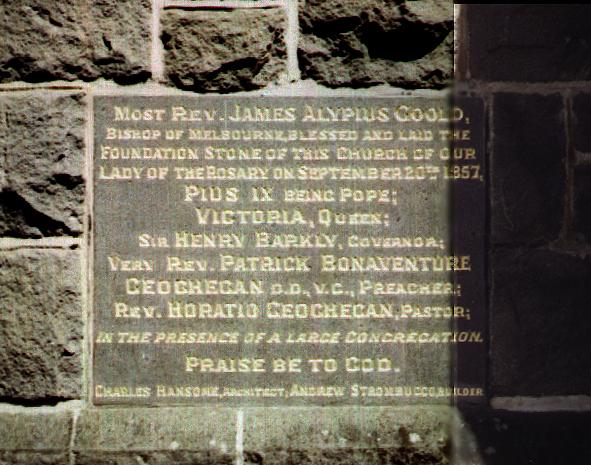 MOST REV. JAMES ALYPIUS GOOLD,
BISHOP OF MELBOURNE, BLESSED AND LAID THE
FOUNDATION STONE OF THIS CHURCH OF OUR
LADY OF THE ROSARY ON SEPTEMBER 20TH 1857,
PIUS IX BEING POPE;
VICTORIA, QUEEN;
SIR HENRY BARKLY, GOVERNOR;
VERY REV. PATRICK BONAVENTURE
GEOGHEGAN D.D., V.G., PREACHER;
REV. HORATIO GEOGHEGAN, PASTOR;
IN THE PRESENCE OF A LARGE CONGREGATION.
PRAISE BE TO GOD.
CHARLES HANSOME, ARCHITECT; ANDREW STROMBUCCO, BUILDER